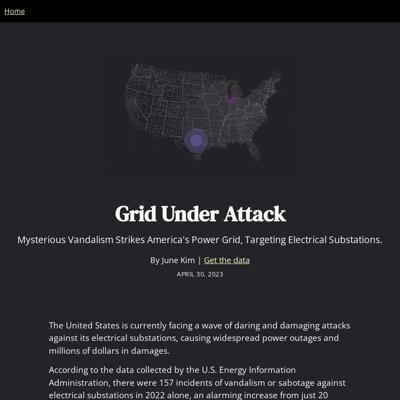 Home
Grid Under Attack
Mysterious Vandalism Strikes America's Power Grid, Targeting Electrical Substations.
By June Kim | Get the data
APRIL 30, 2023
The United States is currently facing a wave of daring and damaging attacks
against its electrical substations, causing widespread power outages and
millions of dollars in damages.
According to the data collected by the U.S. Energy Information
Administration, there were 157 incidents of vandalism or sabotage against
electrical substations in 2022 alone, an alarming increase from just 20